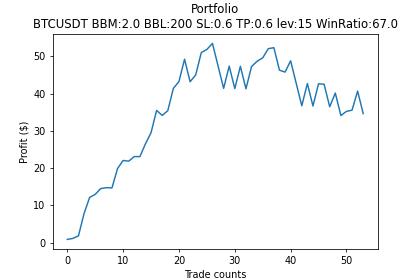 Portfolio
BTCUSDT BBM:2.0 BBL:200 SL:0.6 TP:0.6 lev:15 WinRatio:67.0
50
40
30
20
10
0
Profit ($)
0 10 20 30 40 50
Trade counts